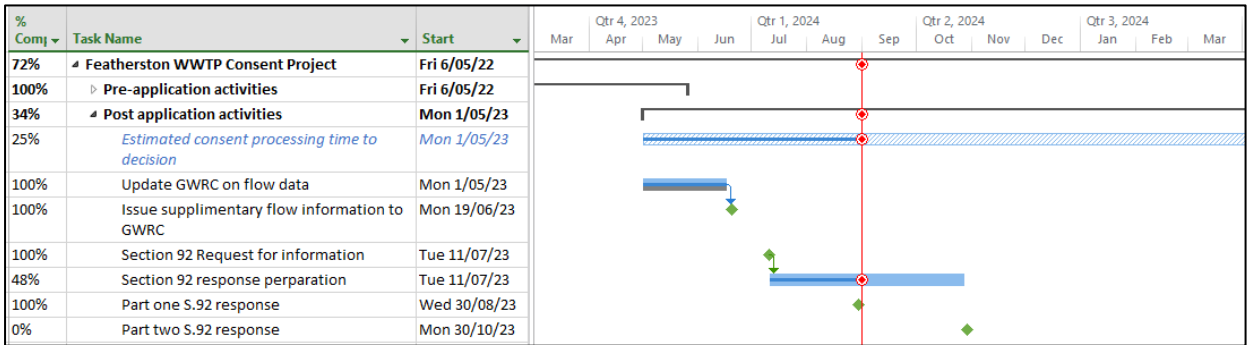 %
Comp Task Name Start
Qtr 4, 2023 Qtr 1, 2024 Qtr 2, 2024 Qtr 3, 2024
Mar Apr May Jun Jul Aug Sep Oct Nov Dec Jan Feb Mar
72% Featherston WWTP Consent Project Fri 6/05/22
100% Pre-application activities Fri 6/05/22
34% Post application activities Mon 1/05/23
25% Estimated consent processing time to Mon 1/05/23
decision
100% Update GWRC on flow data Mon 1/05/23
100% Issue supplimentary flow information to Mon 19/06/23
GWRC
100% Section 92 Request for information Tue 11/07/23
48% Section 92 response perparation Tue 11/07/23
100% Part one S.92 response Wed 30/08/23
0% Part two S.92 response Mon 30/10/23